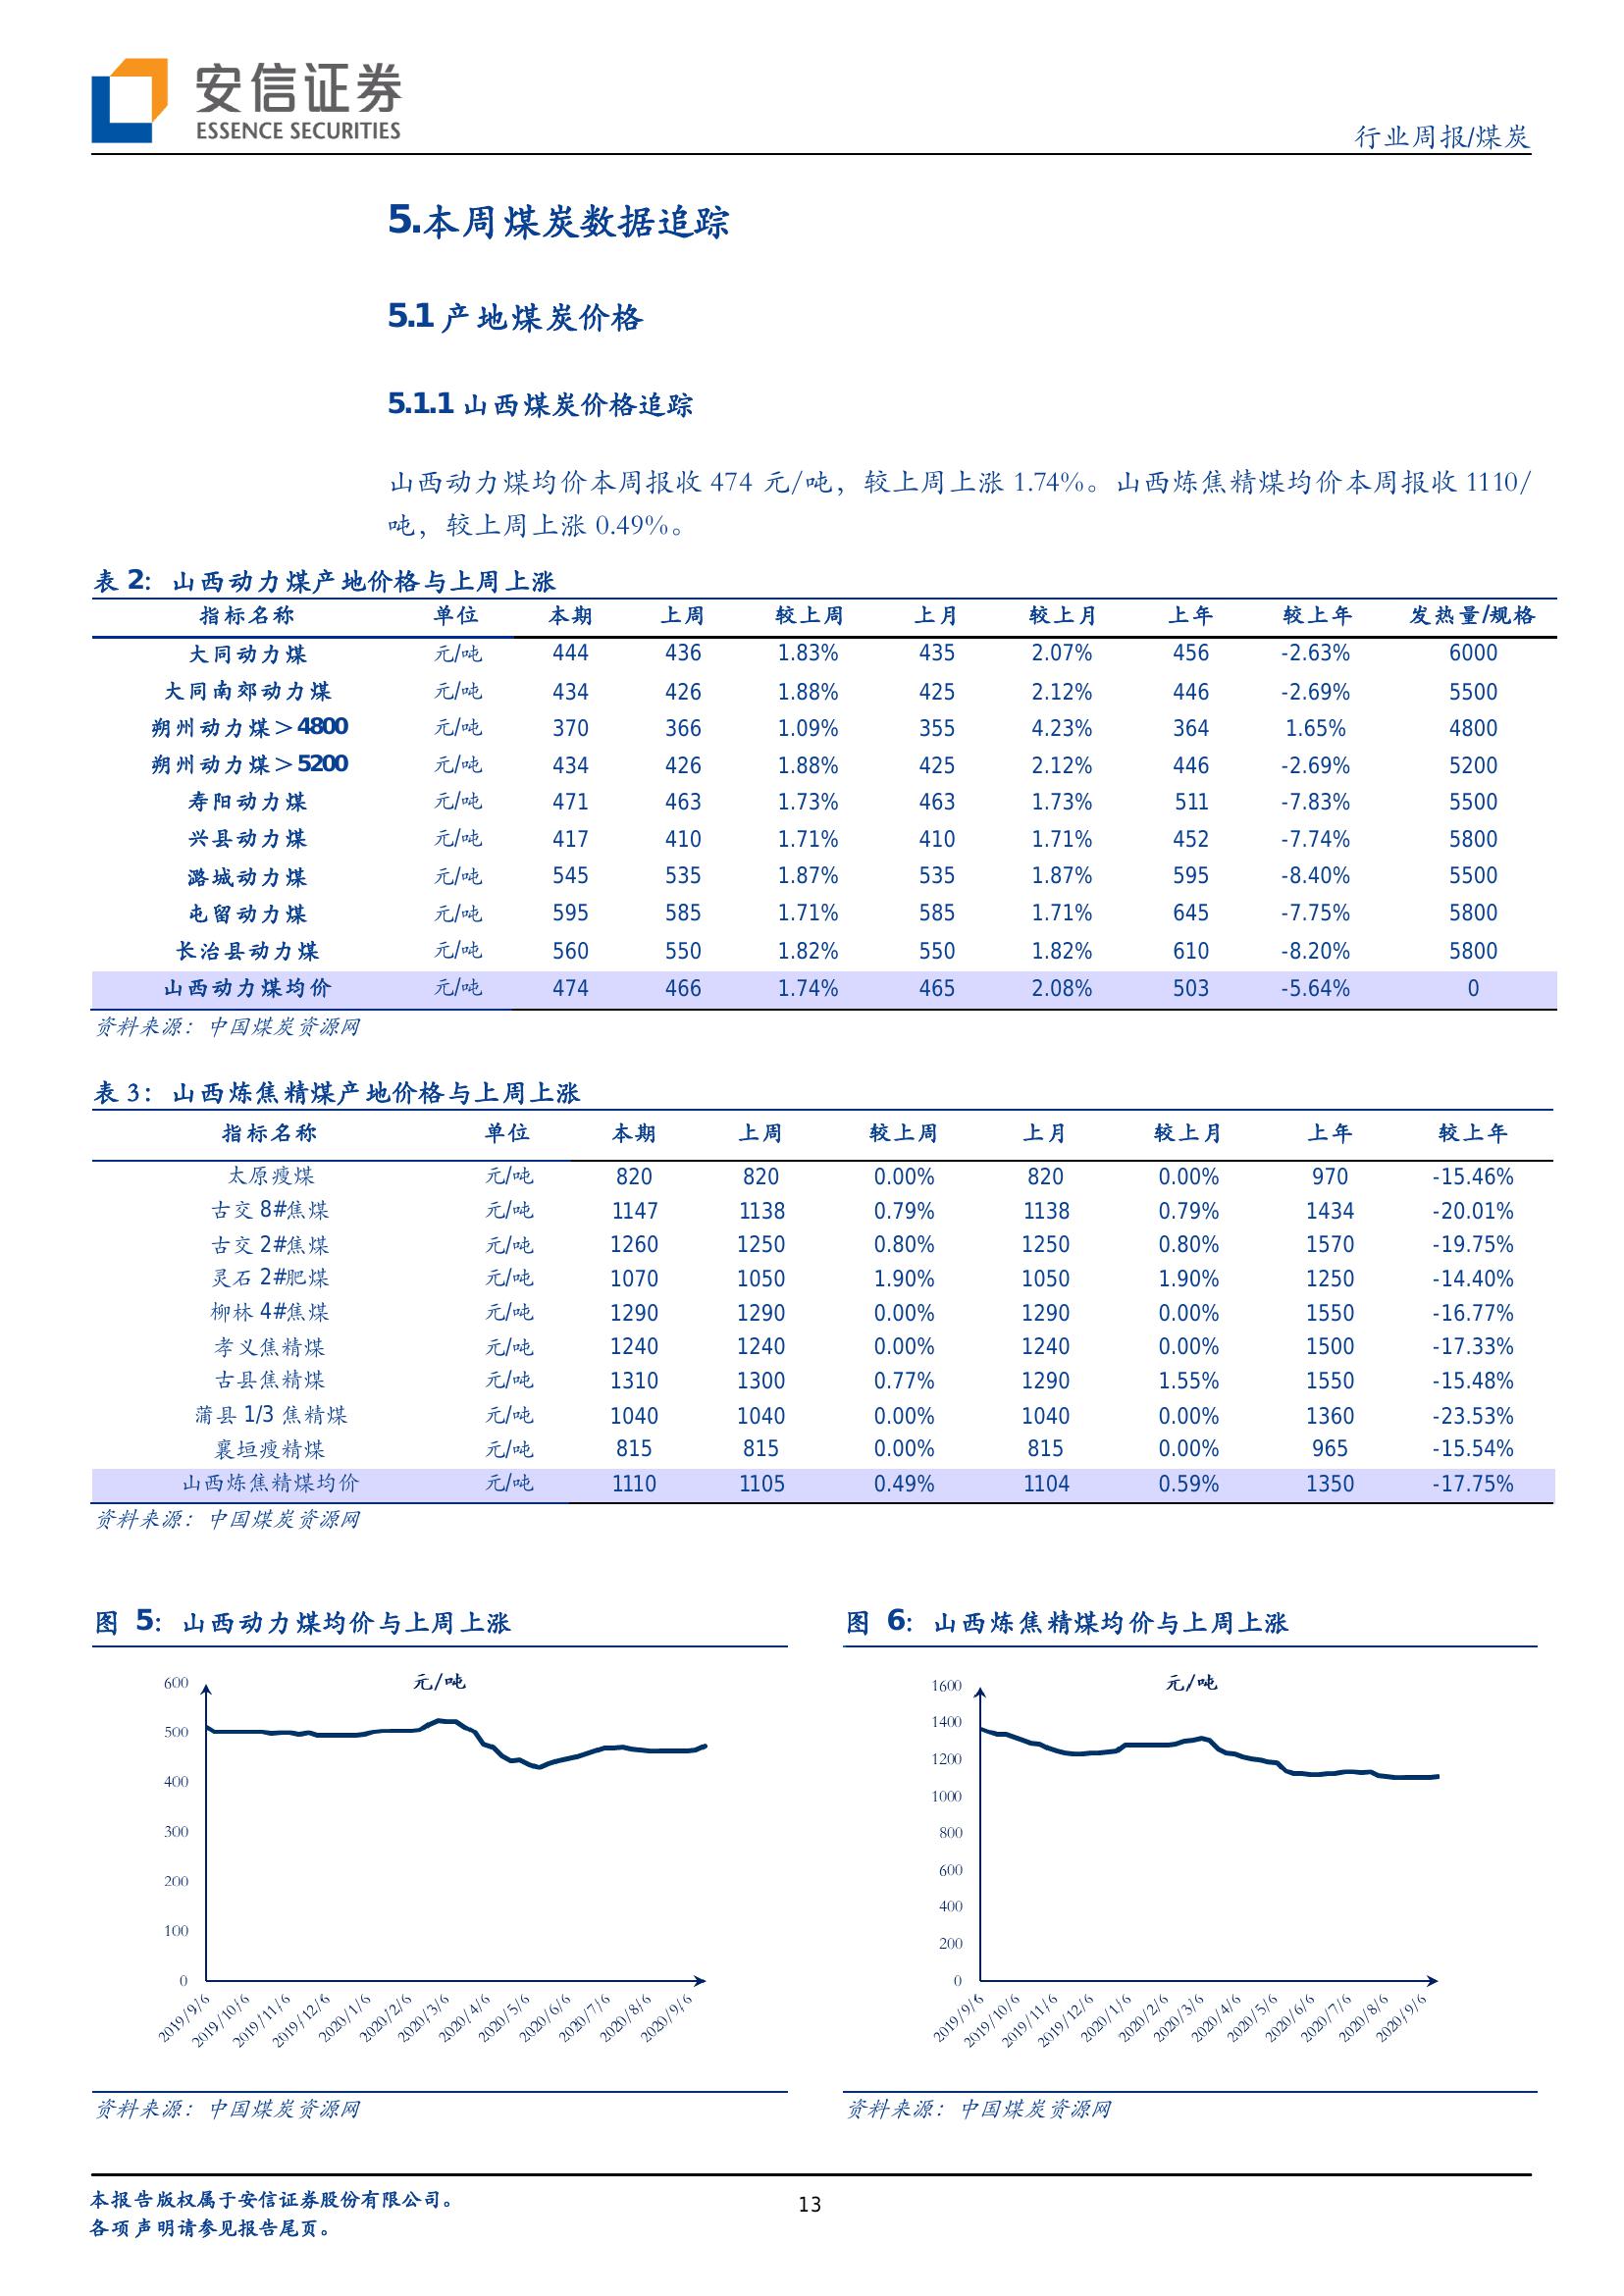 安信证券
ESSENCE SECURITIES
行业周报/煤炭
5.本周煤炭数据追踪
5.1 产地煤炭价格
5.1.1 山西煤炭价格追踪
山西动力煤均价本周报收 474 元/吨，较上周上涨 1.74%。山西炼焦精煤均价本周报收 1110/
吨，较上周上涨 0.49%。
表 2：山西动力煤产地价格与上周上涨
指标名称 单位 本期 上周 较上周 上月 较上月 上年 较上年 发热量/规格
大同动力煤 元/吨 444 436 1.83% 435 2.07% 456 -2.63% 6000
大同南郊动力煤 元/吨 434 426 1.88% 425 2.12% 446 -2.69% 5500
朔州动力煤＞4800 元/吨 370 366 1.09% 355 4.23% 364 1.65% 4800
朔州动力煤＞5200 元/吨 434 426 1.88% 425 2.12% 446 -2.69% 5200
寿阳动力煤 元/吨 471 463 1.73% 463 1.73% 511 -7.83% 5500
兴县动力煤 元/吨 417 410 1.71% 410 1.71% 452 -7.74% 5800
潞城动力煤 元/吨 545 535 1.87% 535 1.87% 595 -8.40% 5500
屯留动力煤 元/吨 595 585 1.71% 585 1.71% 645 -7.75% 5800
长治县动力煤 元/吨 560 550 1.82% 550 1.82% 610 -8.20% 5800
山西动力煤均价 元/吨 474 466 1.74% 465 2.08% 503 -5.64% 0
资料来源：中国煤炭资源网
表 3：山西炼焦精煤产地价格与上周上涨
指标名称 单位 本期 上周 较上周 上月 较上月 上年 较上年
太原瘦煤 元/吨 820 820 0.00% 820 0.00% 970 -15.46%
古交 8#焦煤 元/吨 1147 1138 0.79% 1138 0.79% 1434 -20.01%
古交 2#焦煤 元/吨 1260 1250 0.80% 1250 0.80% 1570 -19.75%
灵石 2#肥煤 元/吨 1070 1050 1.90% 1050 1.90% 1250 -14.40%
柳林 4#焦煤 元/吨 1290 1290 0.00% 1290 0.00% 1550 -16.77%
孝义焦精煤 元/吨 1240 1240 0.00% 1240 0.00% 1500 -17.33%
古县焦精煤 元/吨 1310 1300 0.77% 1290 1.55% 1550 -15.48%
蒲县 1/3 焦精煤 元/吨 1040 1040 0.00% 1040 0.00% 1360 -23.53%
襄垣瘦精煤 元/吨 815 815 0.00% 815 0.00% 965 -15.54%
山西炼焦精煤均价 元/吨 1110 1105 0.49% 1104 0.59% 1350 -17.75%
资料来源：中国煤炭资源网
图 5：山西动力煤均价与上周上涨
元/吨
600
500
400
300
200
100
0
2019/9/6 2019/10/6 2019/11/6 2019/12/6 2020/1/6 2020/2/6 2020/3/6 2020/4/6 2020/5/6 2020/6/6 2020/7/6 2020/8/6 2020/9/6
资料来源：中国煤炭资源网
图 6：山西炼焦精煤均价与上周上涨
元/吨
1600
1400
1200
1000
800
600
400
200
0
2019/9/6 2019/10/6 2019/11/6 2019/12/6 2020/1/6 2020/2/6 2020/3/6 2020/4/6 2020/5/6 2020/6/6 2020/7/6 2020/8/6 2020/9/6
资料来源：中国煤炭资源网
本报告版权属于安信证券股份有限公司。
各项声明请参见报告尾页。
13